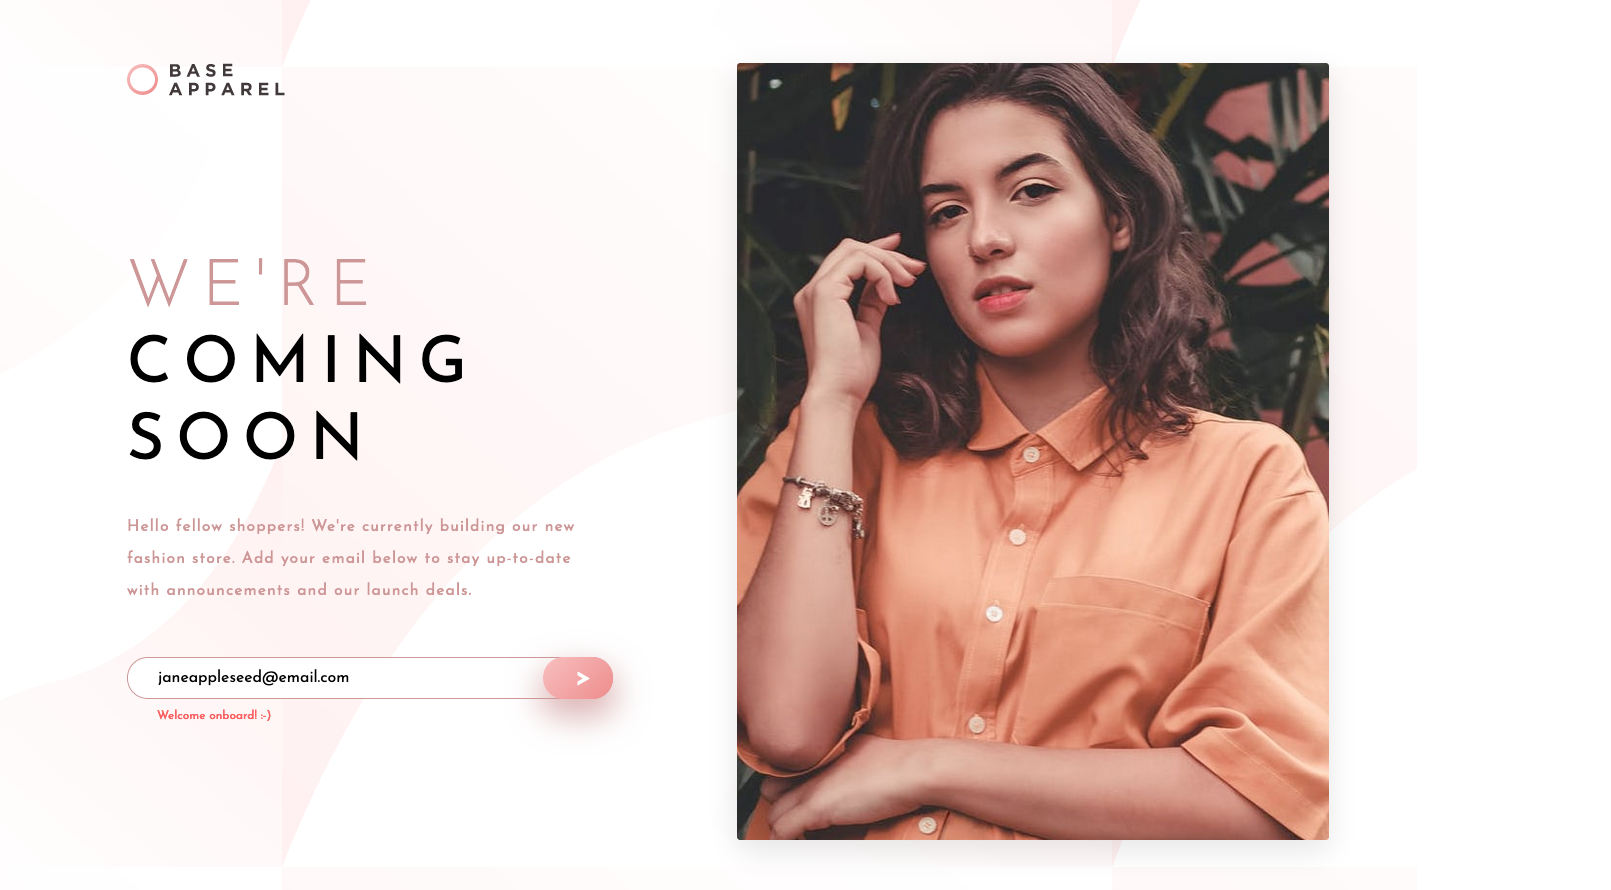 BASE
APPAREL
WE'RE
COMING
SOON
Hello fellow shoppers! We're currently building our new
fashion store. Add your email below to stay up-to-date
with announcements and our launch deals.
janeappleseed@email.com
Welcome onboard! :-)